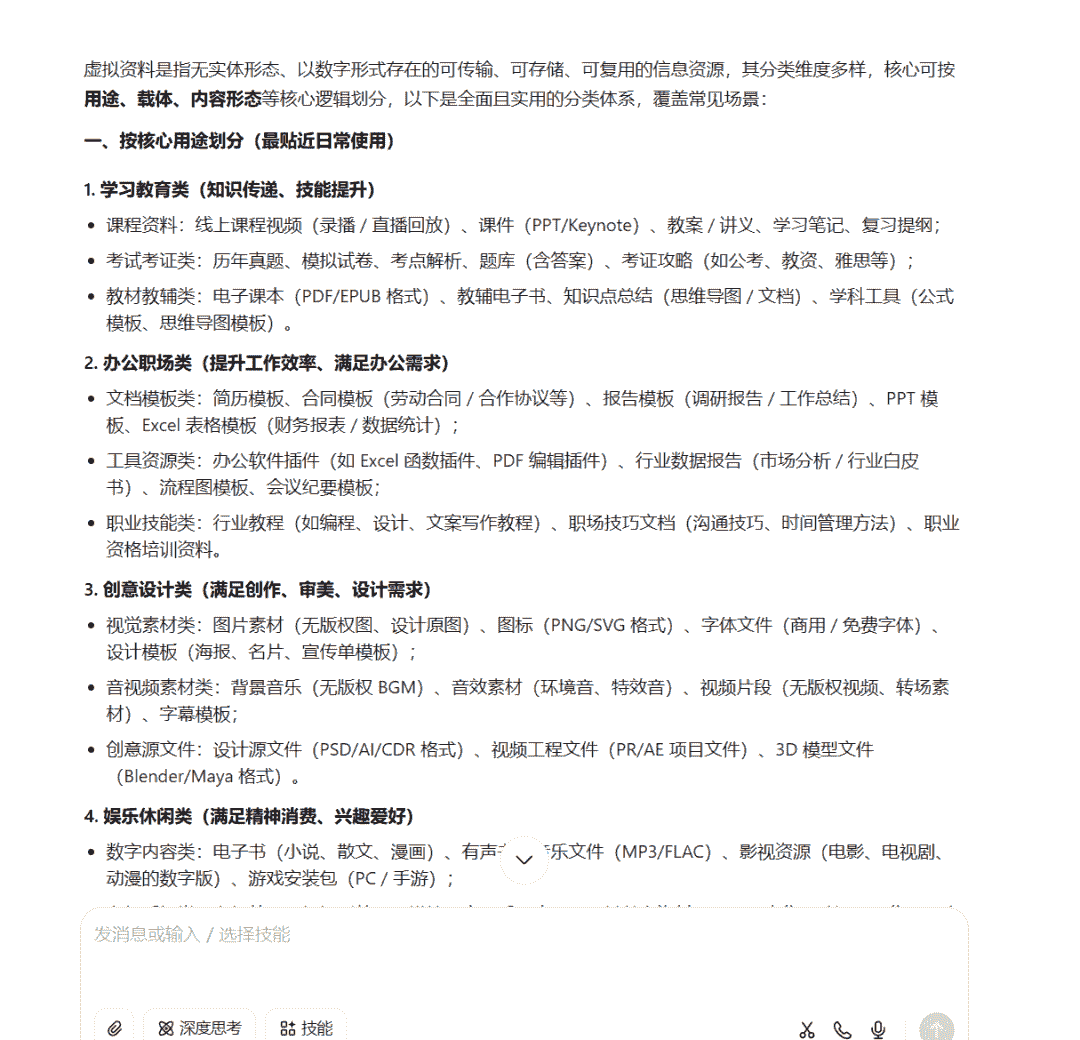 虚拟资料是指无实体形态、以数字形式存在的可传输、可存储、可复用的信息资源，其分类维度多样，核心可按
用途、载体、内容形态等核心逻辑划分，以下是全面且实用的分类体系，覆盖常见场景：
一、按核心用途划分（最贴近日常使用）
1. 学习教育类（知识传递、技能提升）
• 课程资料：线上课程视频（录播 / 直播回放）、课件（PPT/Keynote）、教案 / 讲义、学习笔记、复习提纲；
• 考试考证类：历年真题、模拟试卷、考点解析、题库（含答案）、考证攻略（如公考、教资、雅思等）；
• 教材教辅类：电子课本（PDF/EPUB 格式）、教辅电子书、知识点总结（思维导图 / 文档）、学科工具（公式
模板、思维导图模板）。
2. 办公职场类（提升工作效率、满足办公需求）
• 文档模板类：简历模板、合同模板（劳动合同 / 合作协议等）、报告模板（调研报告 / 工作总结）、PPT 模
板、Excel 表格模板（财务报表 / 数据统计）；
• 工具资源类：办公软件插件（如 Excel 函数插件、PDF 编辑插件）、行业数据报告（市场分析 / 行业白皮
书）、流程图模板、会议纪要模板；
• 职业技能类：行业教程（如编程、设计、文案写作教程）、职场技巧文档（沟通技巧、时间管理方法）、职业
资格培训资料。
3. 创意设计类（满足创作、审美、设计需求）
• 视觉素材类：图片素材（无版权图、设计原图）、图标（PNG/SVG 格式）、字体文件（商用 / 免费字体）、
设计模板（海报、名片、宣传单模板）；
• 音视频素材类：背景音乐（无版权 BGM）、音效素材（环境音、特效音）、视频片段（无版权视频、转场素
材）、字幕模板；
• 创意源文件：设计源文件（PSD/AI/CDR 格式）、视频工程文件（PR/AE 项目文件）、3D 模型文件
（Blender/Maya 格式）。
4. 娱乐休闲类（满足精神消费、兴趣爱好）
• 数字内容类：电子书（小说、散文、漫画）、有声 乐文件（MP3/FLAC）、影视资源（电影、电视剧、
动漫的数字版）、游戏安装包（PC / 手游）；
发消息或输入 / 选择技能
深度思考 技能